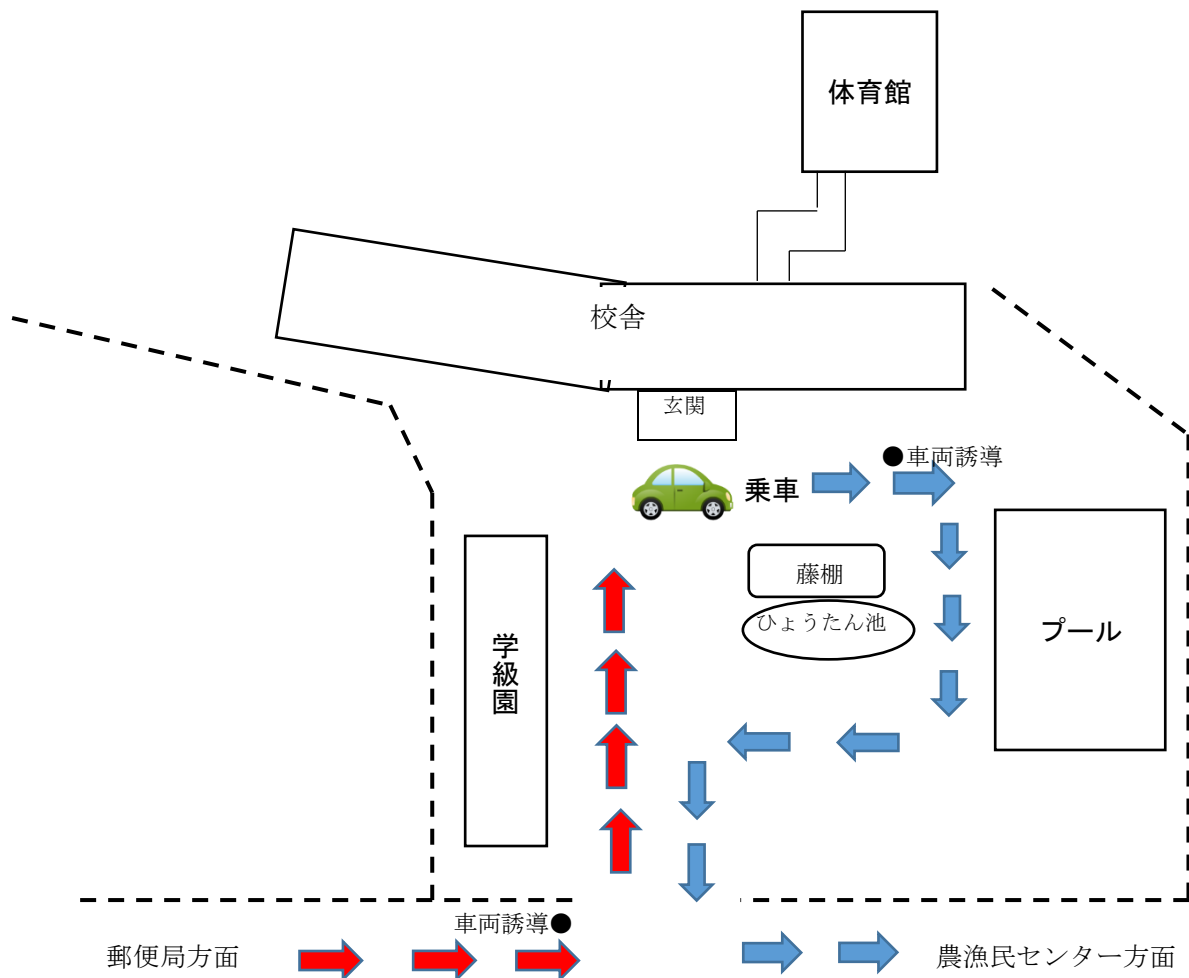 体育館
校舎
玄関
●車両誘導
乗車
藤棚
ひょうたん池
プール
学級園
車両誘導●
郵便局方面
農漁民センター方面